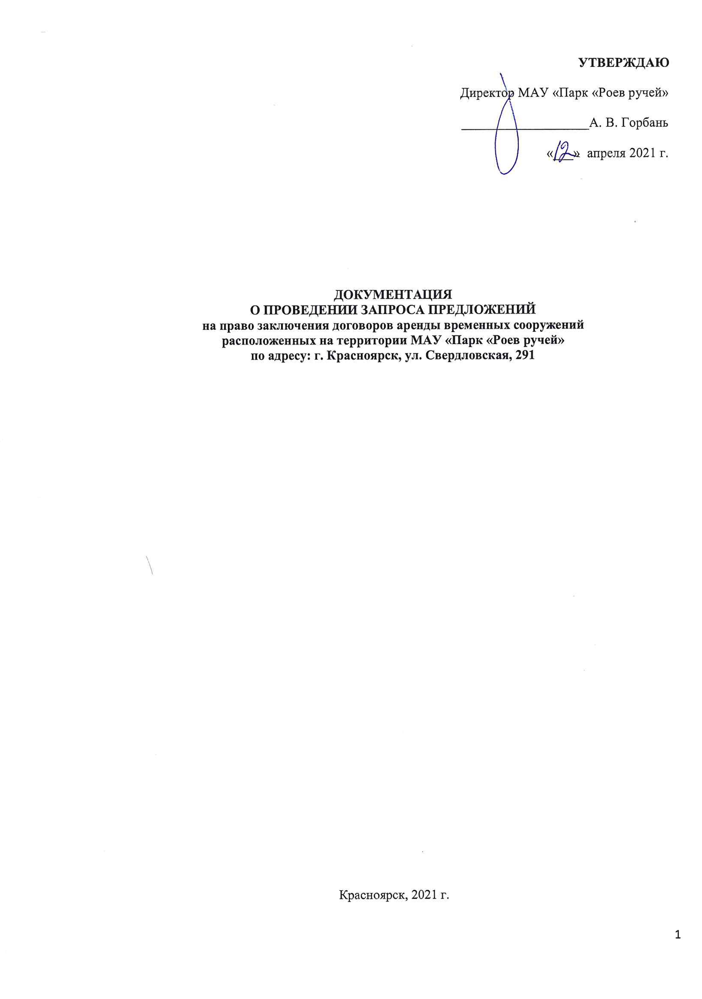 УТВЕРЖДАЮ
Директор МАУ «Парк «Роев ручей»
____________________А. В. Горбань
«12» апреля 2021 г.
ДОКУМЕНТАЦИЯ
О ПРОВЕДЕНИИ ЗАПРОСА ПРЕДЛОЖЕНИЙ
на право заключения договоров аренды временных сооружений
расположенных на территории МАУ «Парк «Роев ручей»
по адресу: г. Красноярск, ул. Свердловская, 291
Красноярск, 2021 г.
1